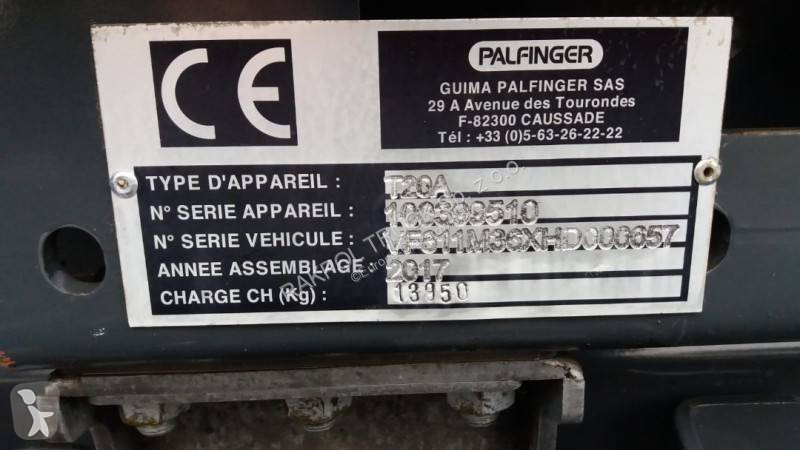 CE
PALFINGER
GUIMA PALFINGER SAS
29 A Avenue des Tourondes
F-82300 CAUSSADE
Tél : +33 (0)5-63-26-22-22
TYPE D'APPAREIL : T20A
N° SERIE APPAREIL :
N° SERIE VEHICULE :
ANNEE ASSEMBLAGE 2017
CHARGE CH (Kg) : 13950